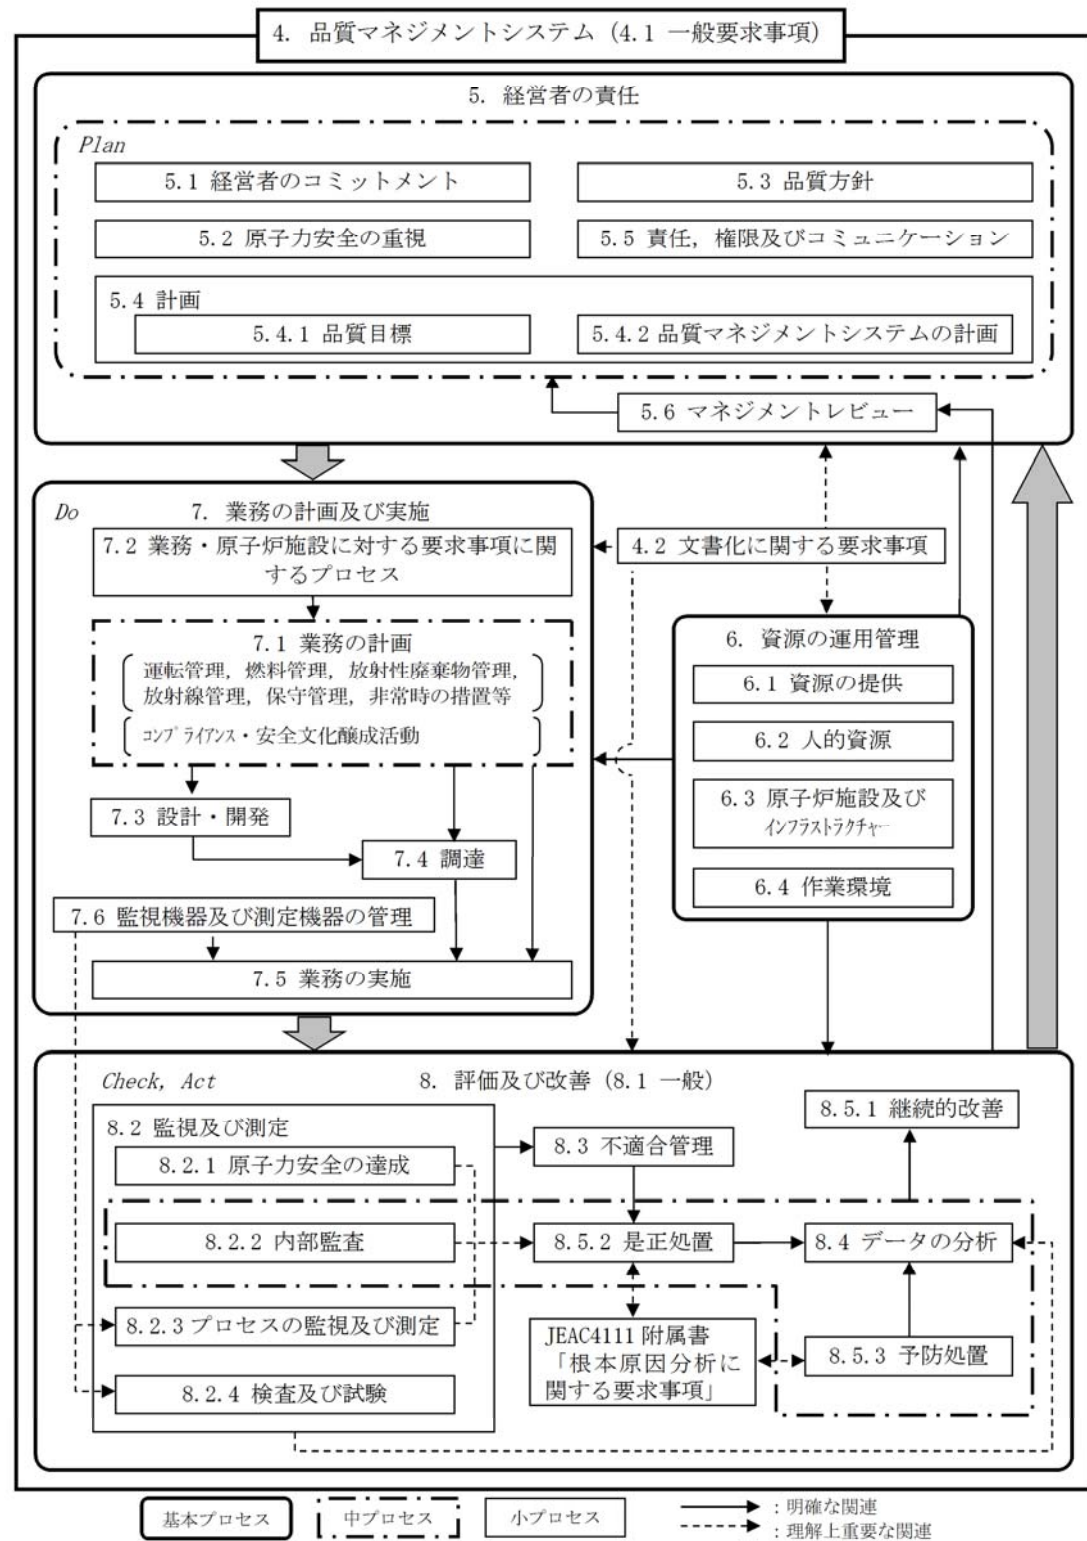 4. 品質マネジメントシステム（4.1 一般要求事項）
5. 経営者の責任
Plan
5.1 経営者のコミットメント
5.3 品質方針
5.2 原子力安全の重視
5.5 責任，権限及びコミュニケーション
5.4 計画
5.4.1 品質目標
5.4.2 品質マネジメントシステムの計画
5.6 マネジメントレビュー
Do
7. 業務の計画及び実施
7.2 業務・原子炉施設に対する要求事項に関
するプロセス
4.2 文書化に関する要求事項
7.1 業務の計画
運転管理，燃料管理，放射性廃棄物管理，
放射線管理，保守管理，非常時の措置等
ｺﾝﾌﾟﾗｲｱﾝｽ・安全文化醸成活動
7.3 設計・開発
7.4 調達
7.6 監視機器及び測定機器の管理
7.5 業務の実施
6. 資源の運用管理
6.1 資源の提供
6.2 人的資源
6.3 原子炉施設及び
ｲﾝﾌﾗｽﾄﾗｸﾁｬｰ
6.4 作業環境
Check, Act
8. 評価及び改善（8.1 一般）
8.2 監視及び測定
8.2.1 原子力安全の達成
8.2.2 内部監査
8.2.3 プロセスの監視及び測定
8.2.4 検査及び試験
8.3 不適合管理
8.5.1 継続的改善
8.5.2 是正処置
8.4 データの分析
JEAC4111 附属書
「根本原因分析に
関する要求事項」
8.5.3 予防処置
基本プロセス
中プロセス
小プロセス
：明確な関連
：理解上重要な関連